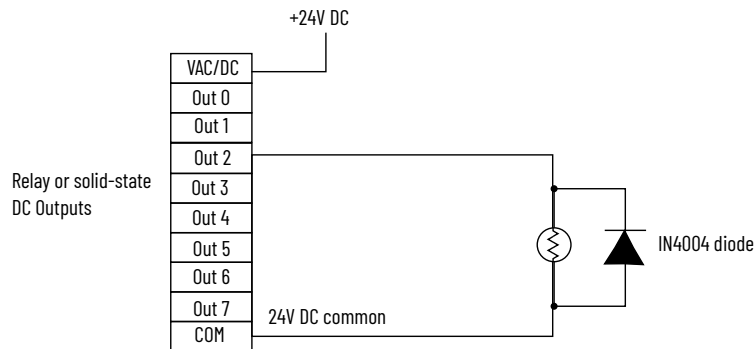 +24V DC
VAC/DC
Out 0
Out 1
Out 2
Out 3
Out 4
Out 5
Out 6
Out 7
COM
Relay or solid-state
DC Outputs
24V DC common
IN4004 diode